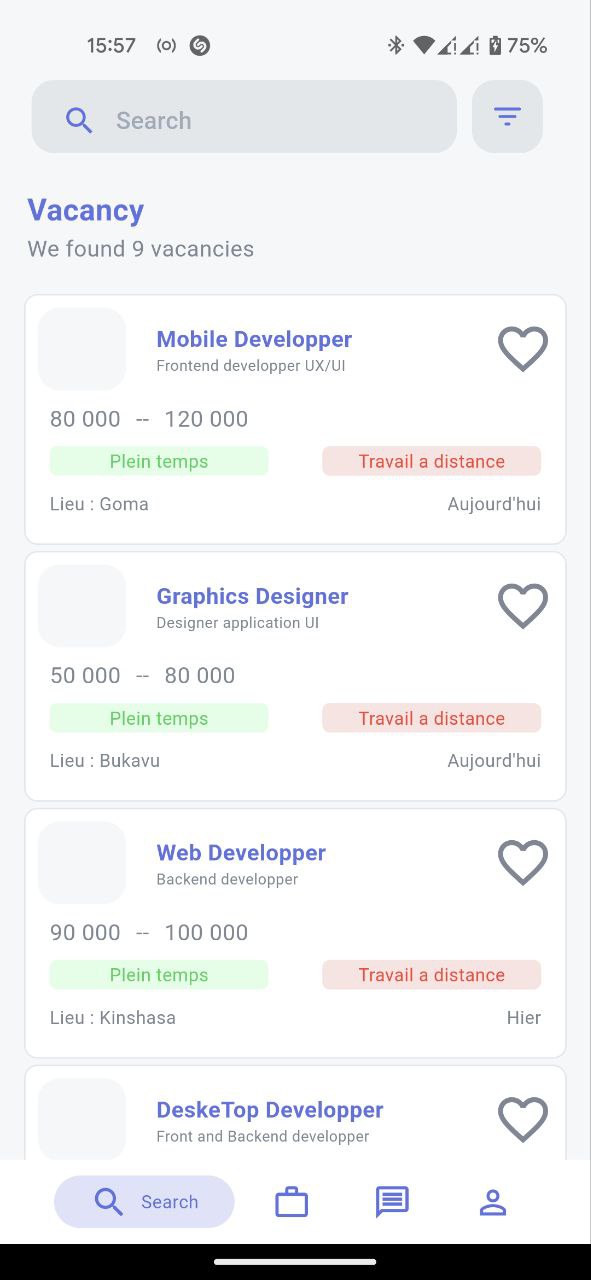 15:57 75%
Search
Vacancy
We found 9 vacancies
Mobile Developper
Frontend developper UX/UI
80 000 -- 120 000
Plein temps Travail a distance
Lieu : Goma Aujourd'hui
Graphics Designer
Designer application UI
50 000 -- 80 000
Plein temps Travail a distance
Lieu : Bukavu Aujourd'hui
Web Developper
Backend developper
90 000 -- 100 000
Plein temps Travail a distance
Lieu : Kinshasa Hier
DeskeTop Developper
Front and Backend developper
Search